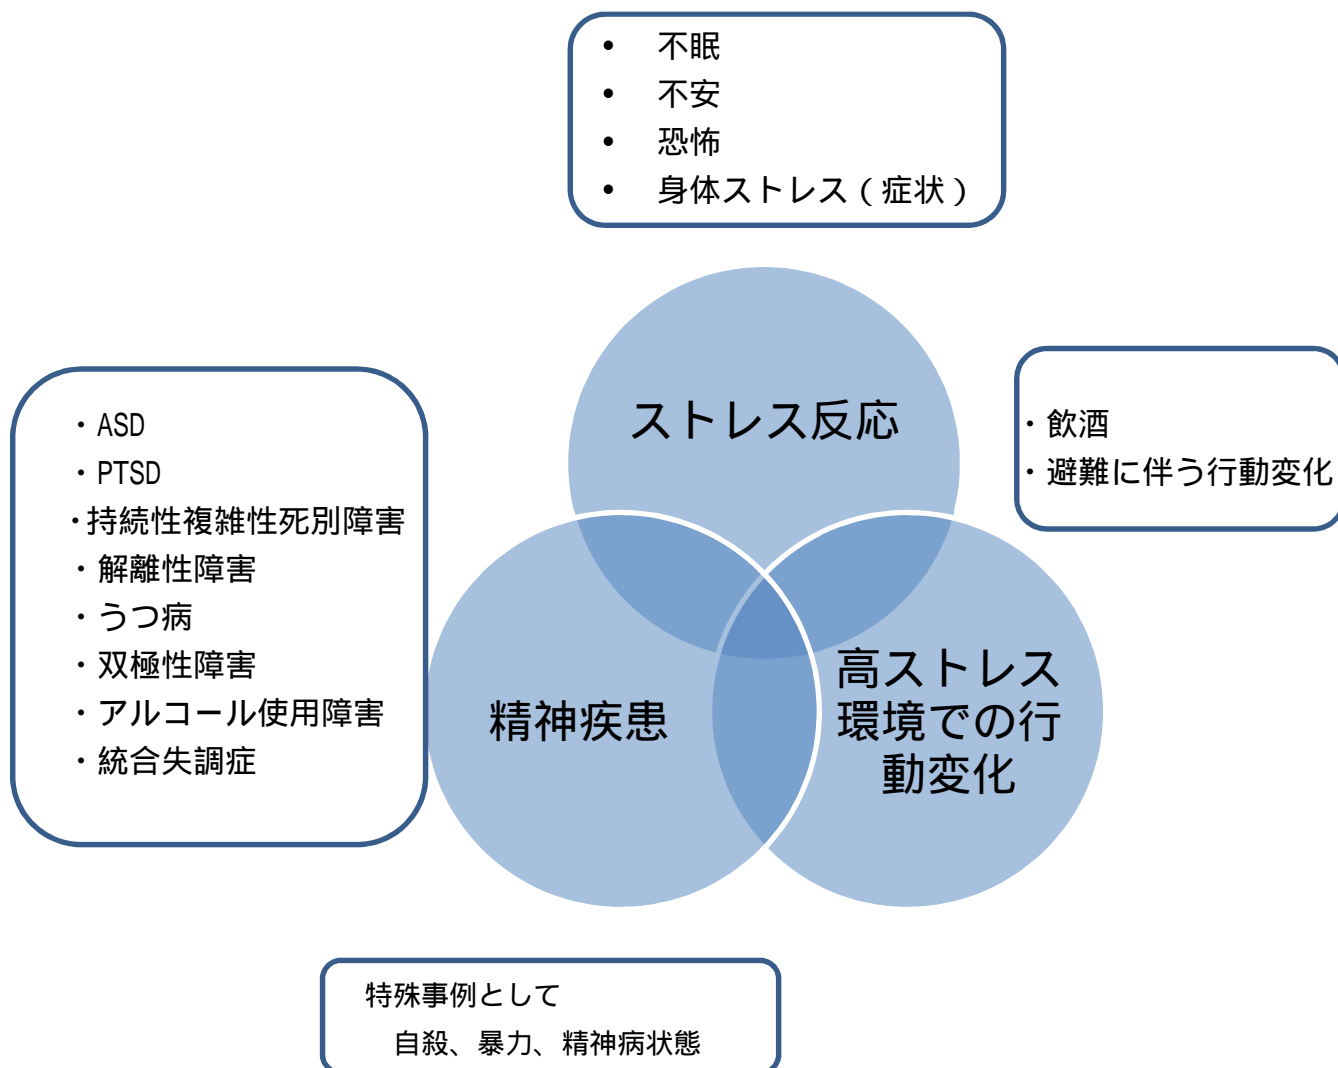 • 不眠
• 不安
• 恐怖
• 身体ストレス（症状）
ストレス反応
・ASD
・PTSD
・持続性複雑性死別障害
・解離性障害
・うつ病
・双極性障害
・アルコール使用障害
・統合失調症
・飲酒
・避難に伴う行動変化
精神疾患
高ストレス
環境での行
動変化
特殊事例として
自殺、暴力、精神病状態